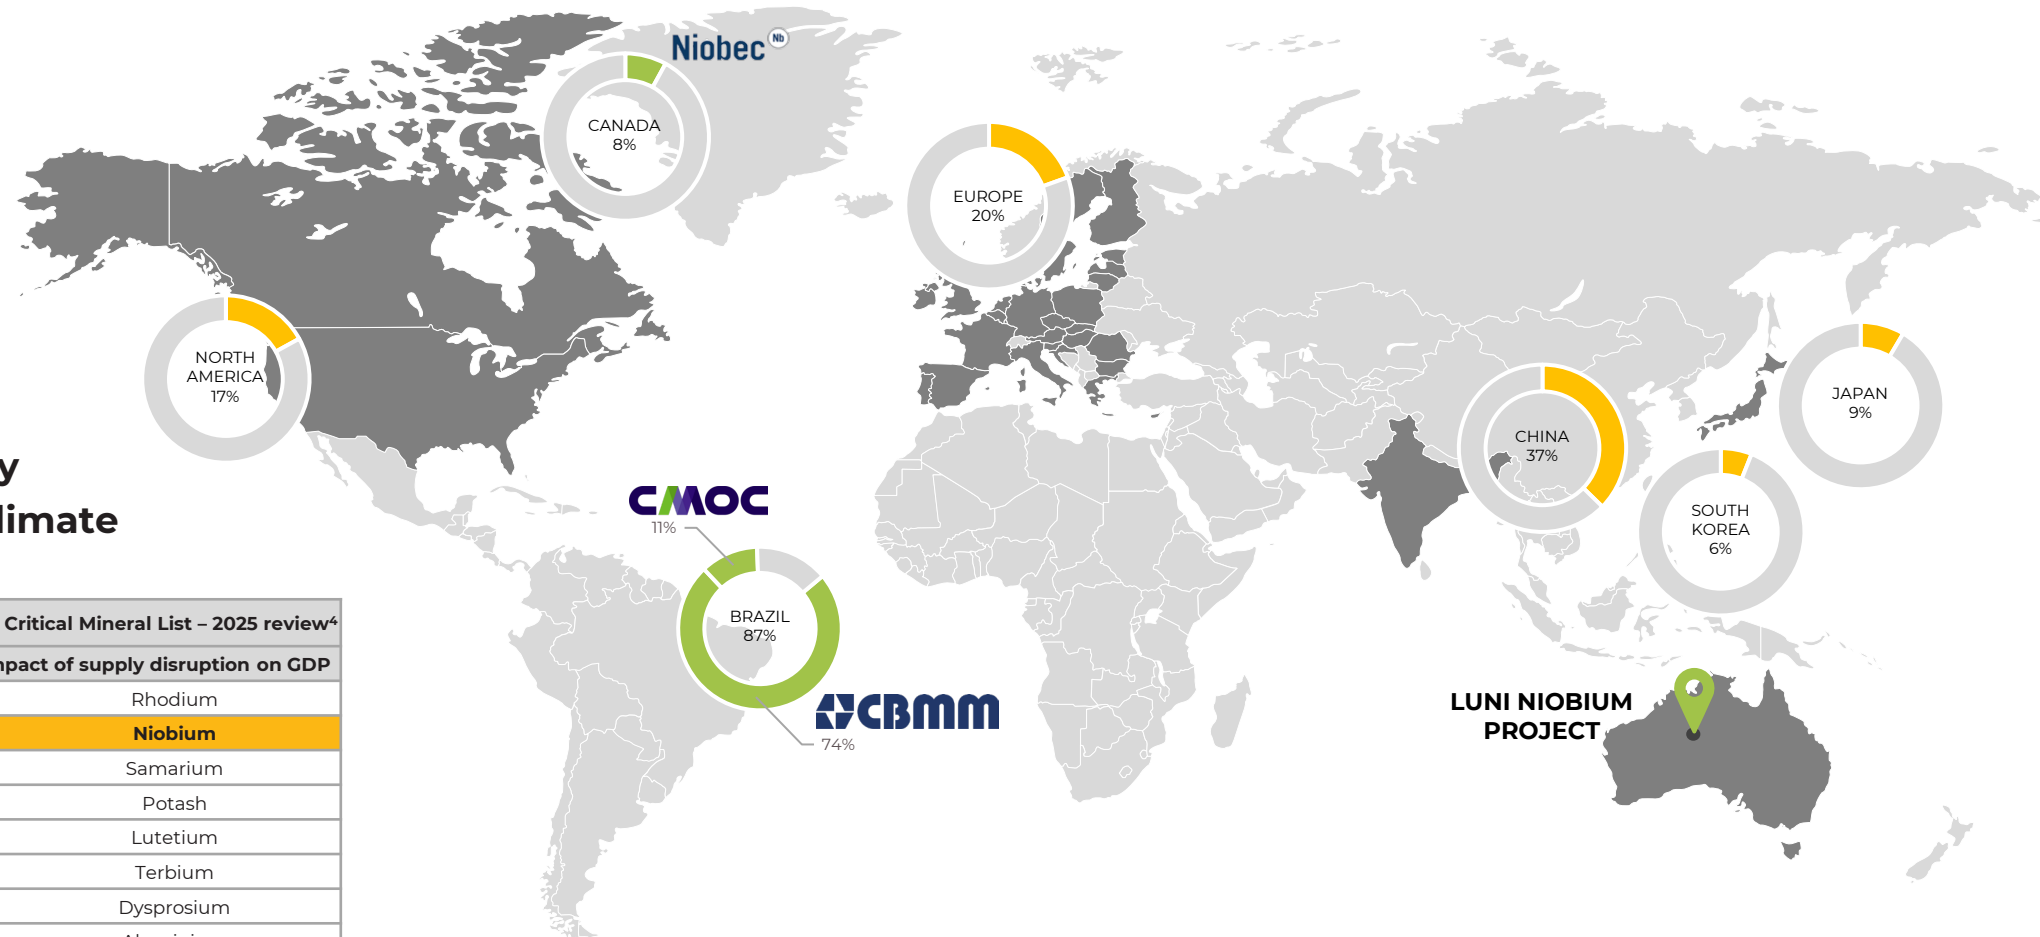 Niobec Nb
CANADA
8%
EUROPE
20%
NORTH
AMERICA
17%
JAPAN
9%
CHINA
37%
SOUTH
KOREA
6%
CMOC
11%
BRAZIL
87%
CBMM
74%
LUNI NIOBIUM
PROJECT
Critical Mineral List – 2025 review⁴
of supply disruption on GDP
Rhodium
Niobium
Samarium
Potash
Lutetium
Terbium
Dysprosium